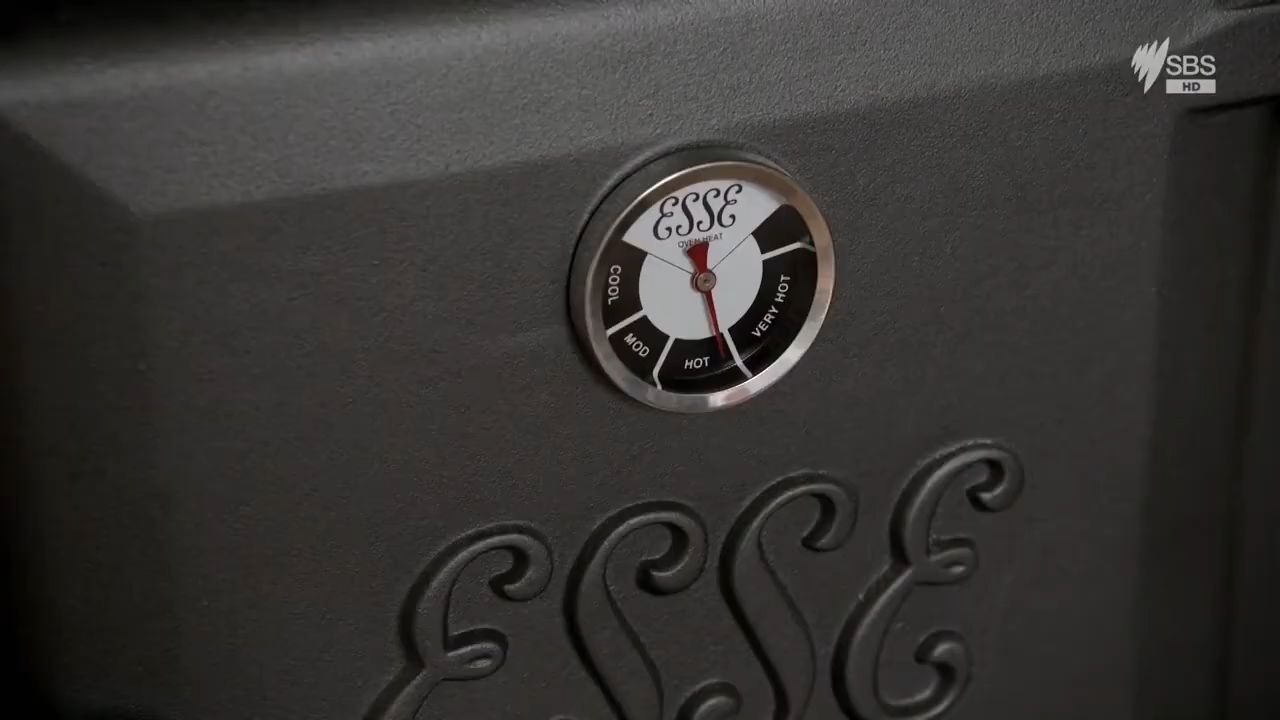 SBS
HD
ESSE
OVEN HEAT
COOL
MOD
HOT
VERY HOT
ESSE